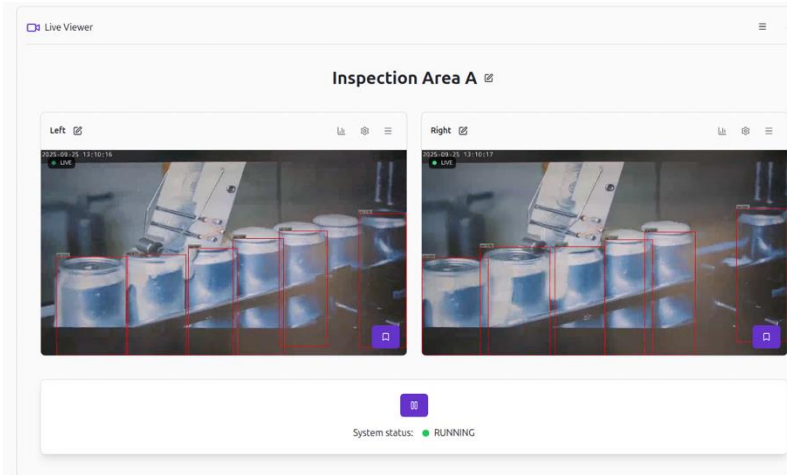 Live Viewer
Inspection Area A
Left
Right
2025-09-25 13:10:16
LIVE
2025-09-25 13:10:17
LIVE
System status: RUNNING